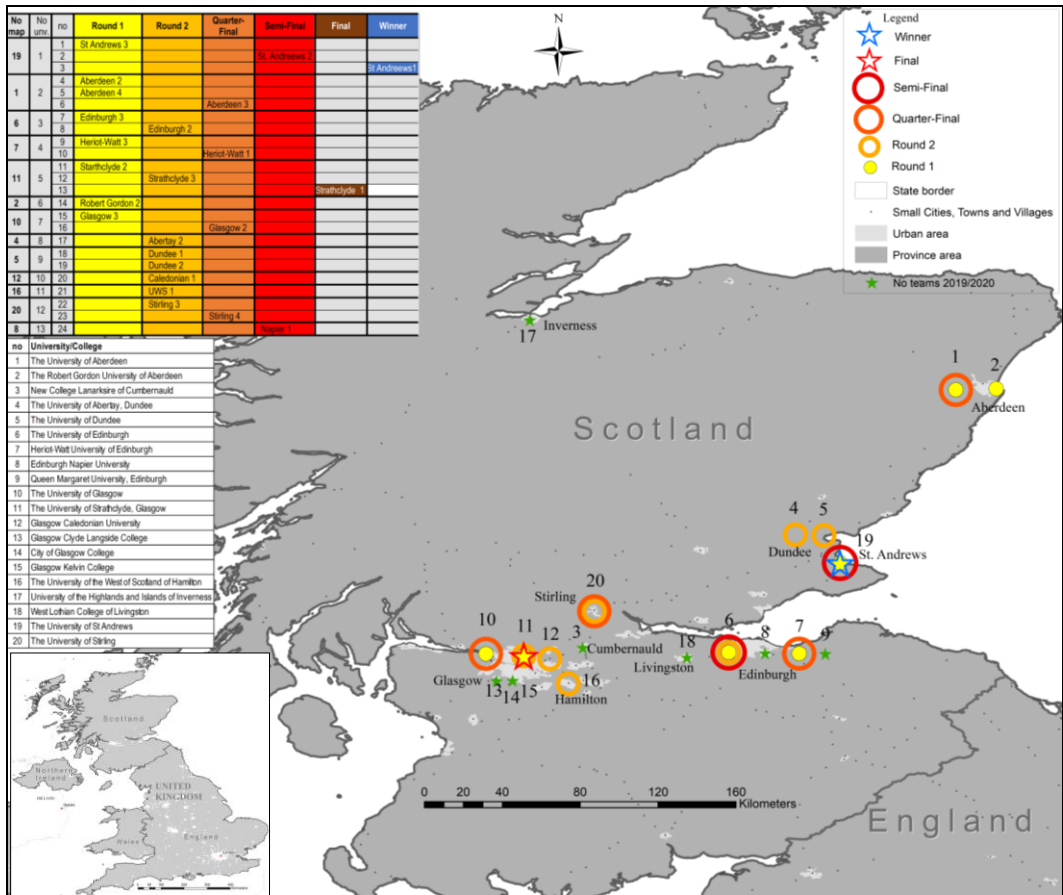 No map No unv. no Round 1 Round 2 Quarter-Final Semi-Final Final Winner
19 1 1 St Andrews 3
2 St. Andreews 2
3 St Andreews1
1 2 4 Aberdeen 2
5 Aberdeen 4
6 Aberdeen 3
6 3 7 Edinburgh 3
8 Edinburgh 2
7 4 9 Heriot-Watt 3
10 Heriot-Watt 1
11 5 11 Starthclyde 2
12 Strathclyde 3
13 Strathclyde 1
2 6 14 Robert Gordon 2
10 7 15 Glasgow 3
16 Glasgow 2
4 8 17 Abertay 2
5 9 18 Dundee 1
19 Dundee 2
12 10 20 Caledonian 1
16 11 21 UWS 1
20 12 22 Stirling 3
23 Stirling 4
8 13 24 Napier 1
no University/College
1 The University of Aberdeen
2 The Robert Gordon University of Aberdeen
3 New College Lanarksire of Cumbernauld
4 The University of Abertay, Dundee
5 The University of Dundee
6 The University of Edinburgh
7 Heriot-Watt University of Edinburgh
8 Edinburgh Napier University
9 Queen Margaret University, Edinburgh
10 The University of Glasgow
11 The University of Strathclyde, Glasgow
12 Glasgow Caledonian University
13 Glasgow Clyde Langside College
14 City of Glasgow College
15 Glasgow Kelvin College
16 The University of the West of Scotland of Hamilton
17 University of the Highlands and Islands of Inverness
18 West Lothian College of Livingston
19 The University of St Andrews
20 The University of Stirling
N
Legend
Winner
Final
Semi-Final
Quarter-Final
Round 2
Round 1
State border
Small Cities, Towns and Villages
Urban area
Province area
No teams 2019/2020
Inverness
17
1 2
Aberdeen
Scotland
4 5
Dundee
19
St. Andrews
20
Stirling
10 11 12 3
Cumbernauld
Glasgow
13 14 15 16
Hamilton
18 6 8 7 9
Livingston
Edinburgh
0 20 40 80 120 160
Kilometers
England
Scotland
Northern Ireland
UNITED KINGDOM
England
Wales